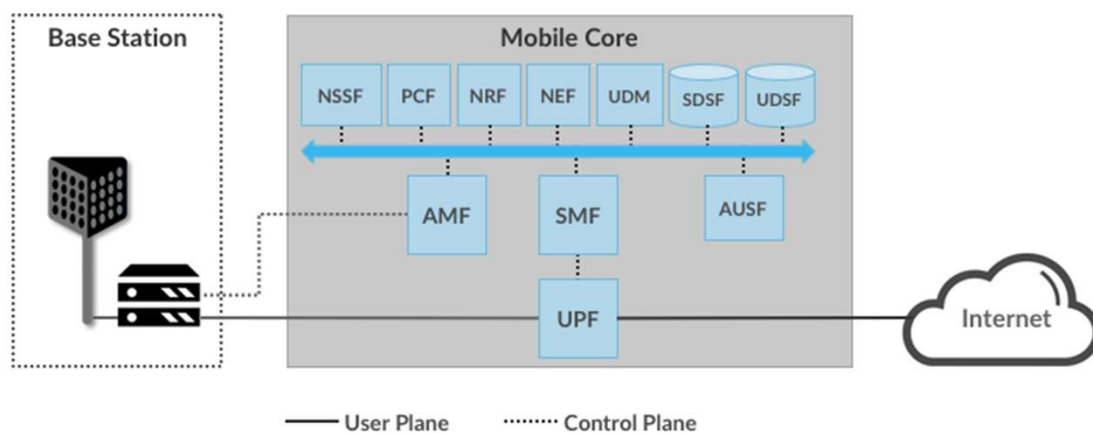 Base Station
Mobile Core
NSSF PCF NRF NEF UDM SDSF UDSF
AMF SMF AUSF
UPF
Internet
User Plane Control Plane